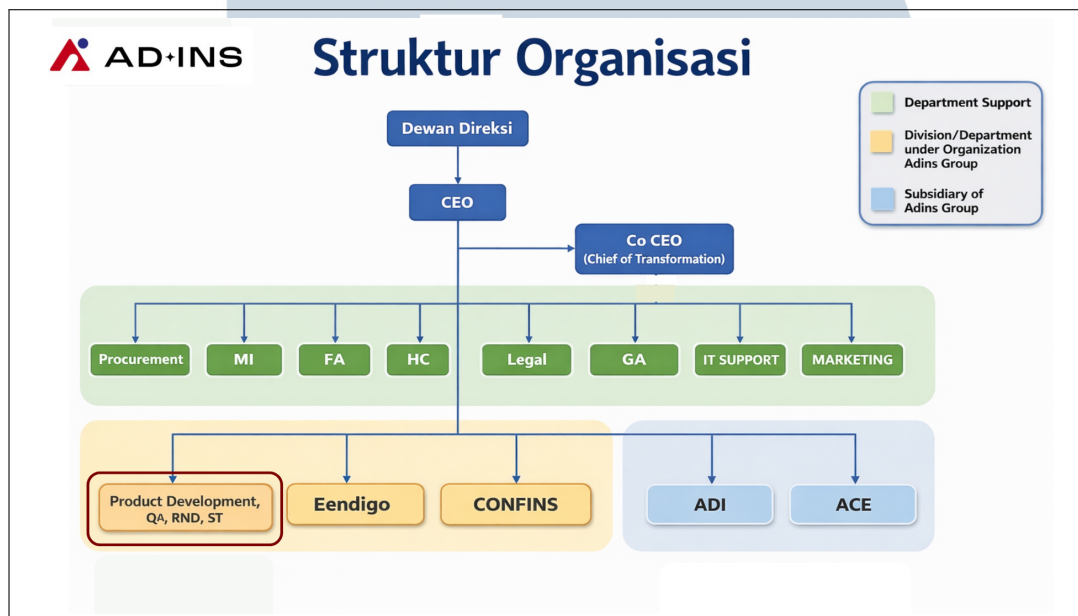 AD+INS
Struktur Organisasi
Department Support
Division/Department
under Organization
Adins Group
Subsidiary of
Adins Group
Dewan Direksi
CEO
Co CEO
(Chief of Transformation)
Procurement
MI
FA
HC
Legal
GA
IT SUPPORT
MARKETING
Product Development,
QA, RND, ST
Eendigo
CONFINS
ADI
ACE